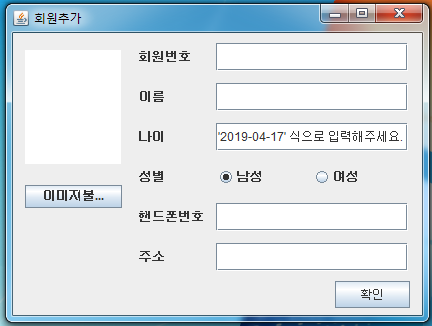 회원추가
회원번호
이름
나이 '2019-04-17' 식으로 입력해주세요.
성별 남성 여성
이미지불...
핸드폰번호
주소
확인